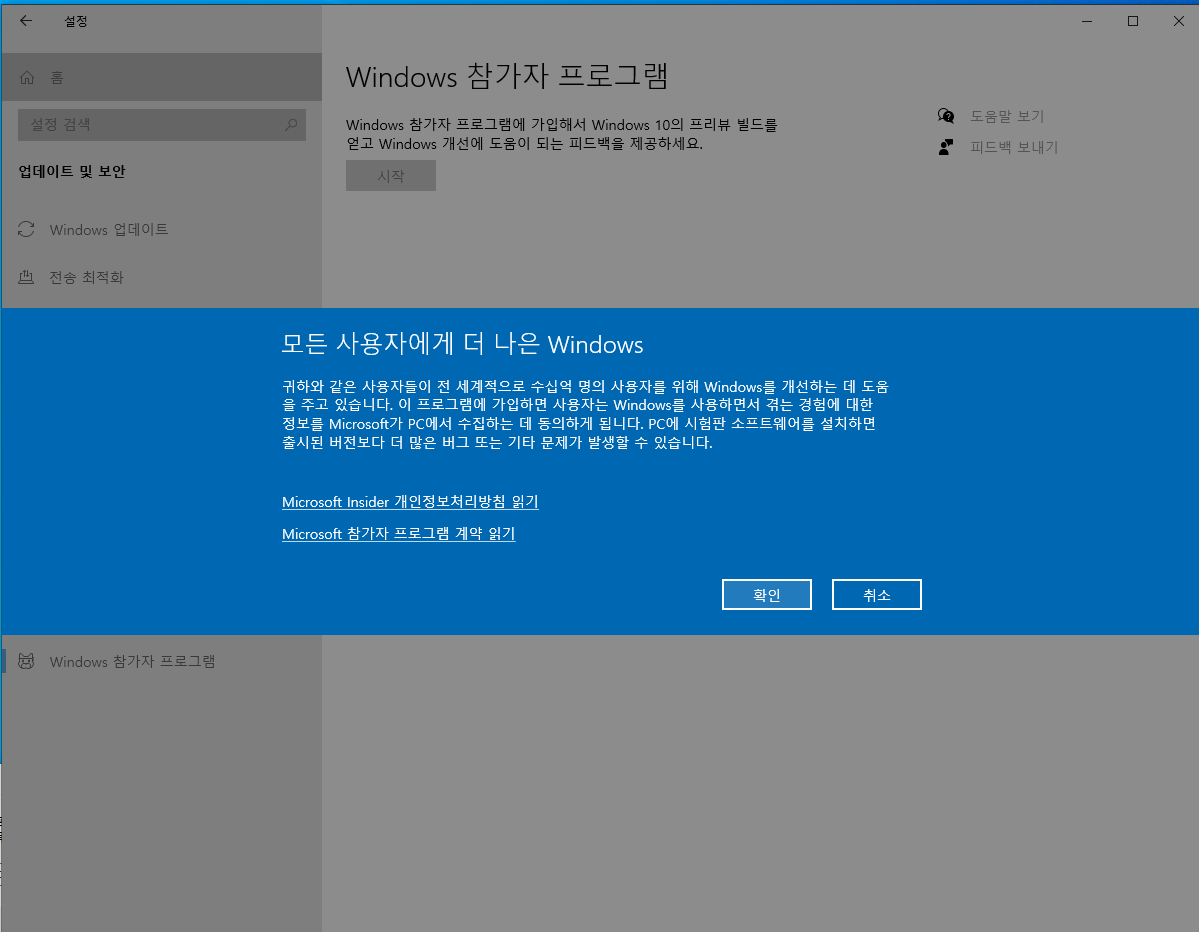 설정
홈
설정 검색
업데이트 및 보안
Windows 업데이트
전송 최적화
Windows 참가자 프로그램
Windows 참가자 프로그램에 가입해서 Windows 10의 프리뷰 빌드를
얻고 Windows 개선에 도움이 되는 피드백을 제공하세요.
시작
도움말 보기
피드백 보내기
모든 사용자에게 더 나은 Windows
귀하와 같은 사용자들이 전 세계적으로 수십억 명의 사용자를 위해 Windows를 개선하는 데 도움
을 주고 있습니다. 이 프로그램에 가입하면 사용자는 Windows를 사용하면서 겪는 경험에 대한
정보를 Microsoft가 PC에서 수집하는 데 동의하게 됩니다. PC에 시험판 소프트웨어를 설치하면
출시된 버전보다 더 많은 버그 또는 기타 문제가 발생할 수 있습니다.
Microsoft Insider 개인정보처리방침 읽기
Microsoft 참가자 프로그램 계약 읽기
확인
취소
Windows 참가자 프로그램